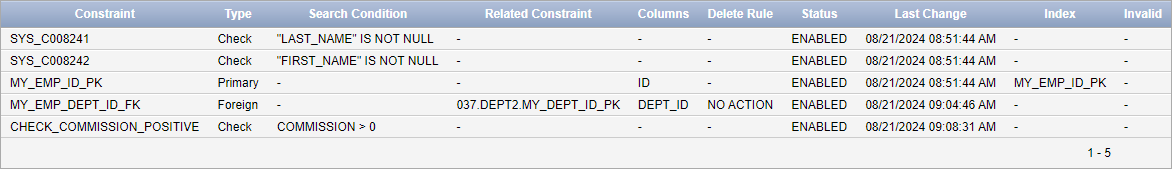 Constraint Type Search Condition Related Constraint Columns Delete Rule Status Last Change Index Invalid
SYS_C008241 Check "LAST_NAME" IS NOT NULL - - - ENABLED 08/21/2024 08:51:44 AM - -
SYS_C008242 Check "FIRST_NAME" IS NOT NULL - - - ENABLED 08/21/2024 08:51:44 AM - -
MY_EMP_ID_PK Primary - - ID - ENABLED 08/21/2024 08:51:44 AM MY_EMP_ID_PK -
MY_EMP_DEPT_ID_FK Foreign - 037.DEPT2.MY_DEPT_ID_PK DEPT_ID NO ACTION ENABLED 08/21/2024 09:04:46 AM - -
CHECK_COMMISSION_POSITIVE Check COMMISSION > 0 - - - ENABLED 08/21/2024 09:08:31 AM - -
1 - 5